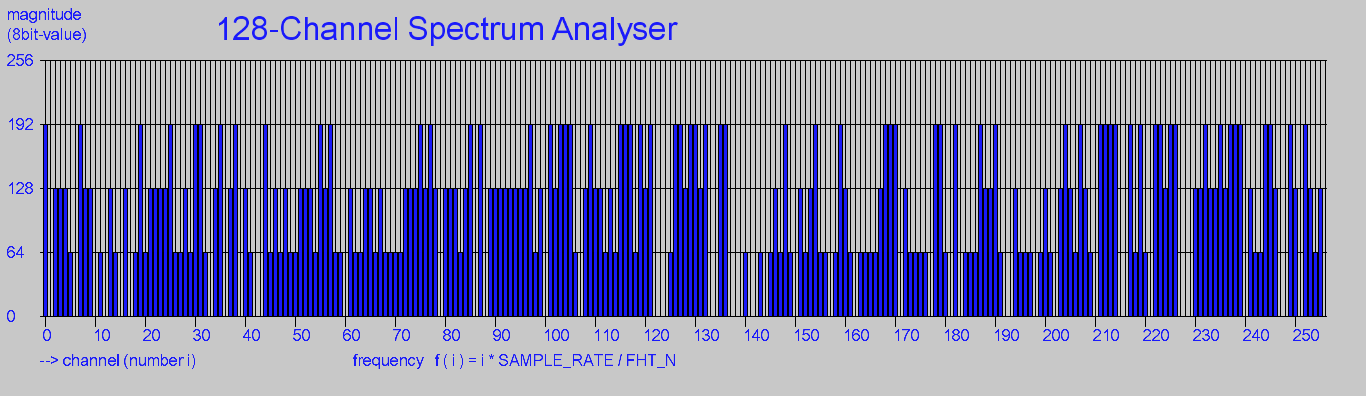 magnitude
(8bit-value)
128-Channel Spectrum Analyser
256
192
128
64
0
0 10 20 30 40 50 60 70 80 90 100 110 120 130 140 150 160 170 180 190 200 210 220 230 240 250
--> channel (number i)
frequency f ( i ) = i * SAMPLE_RATE / FHT_N